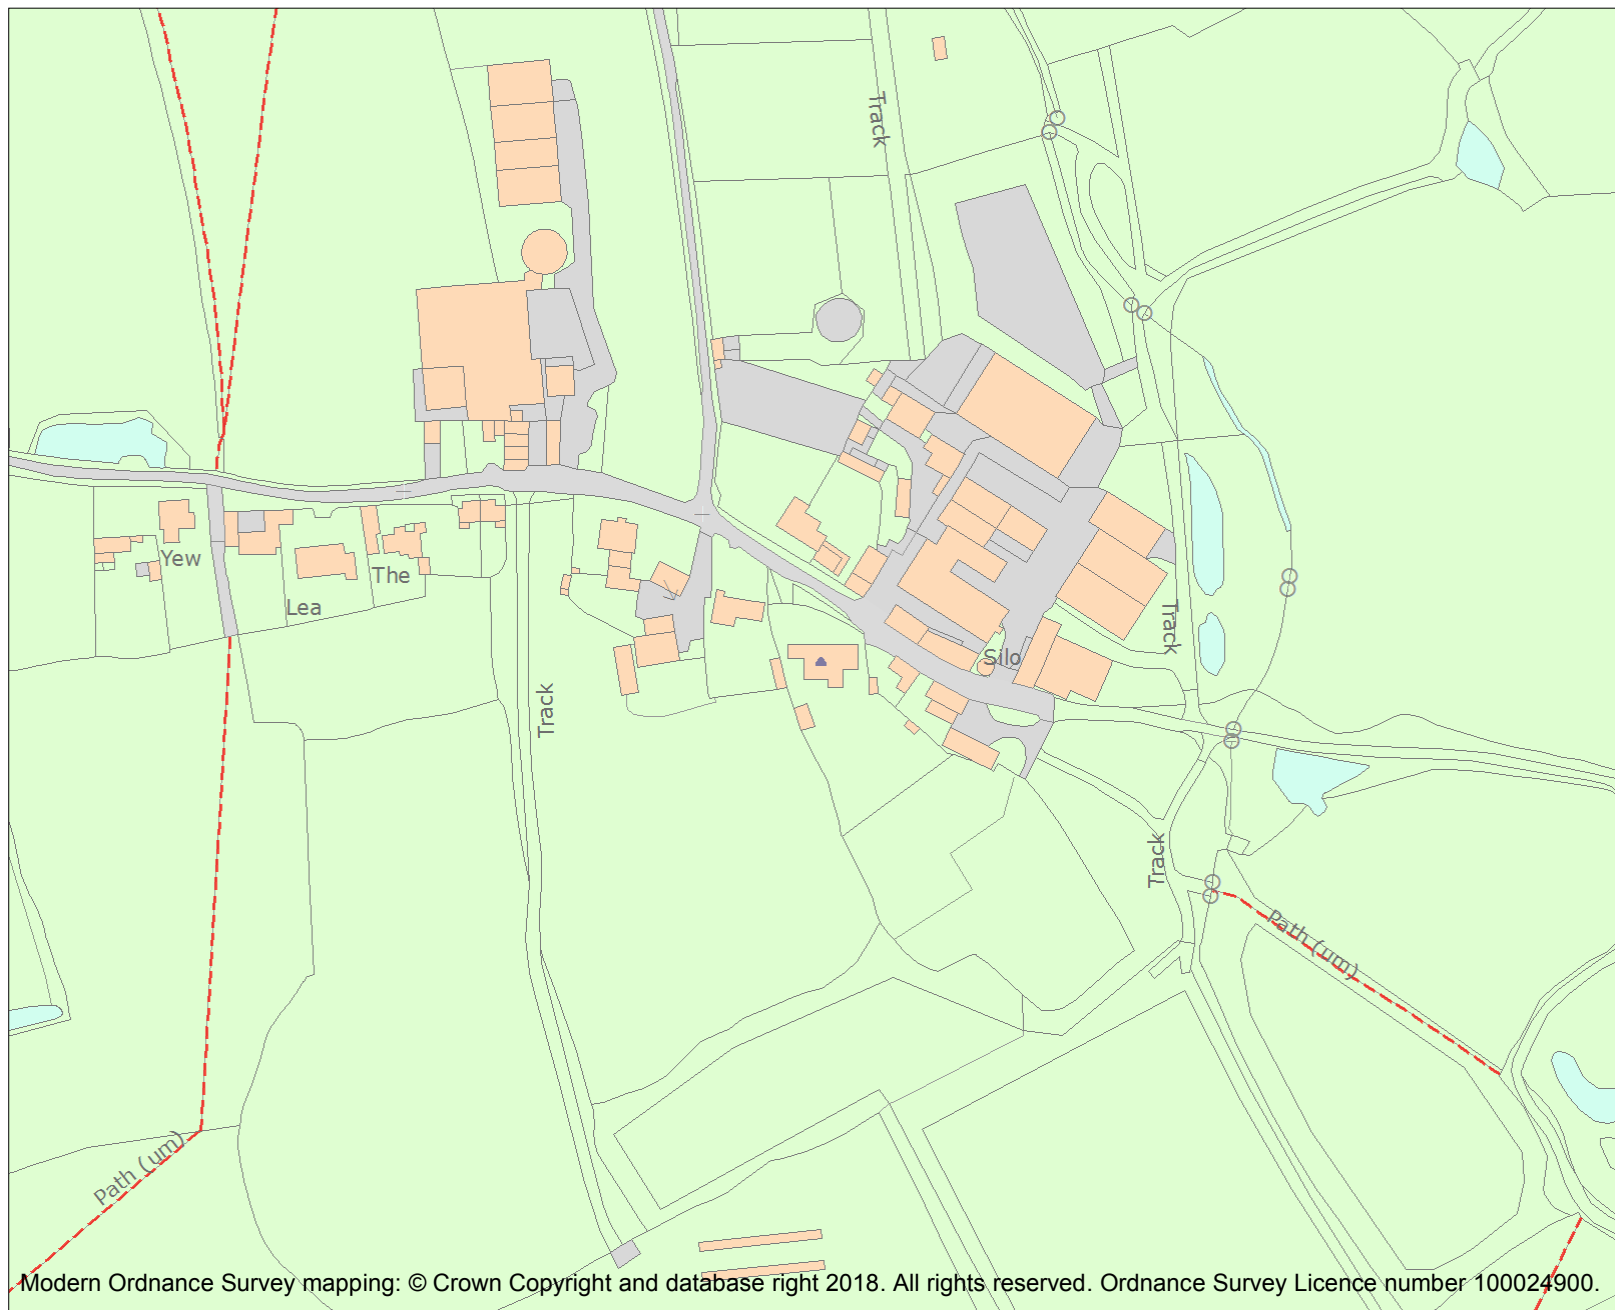 Track
Yew
The
Lea
Track
Silo
Track
Track
Path (um)
Path (um)
Modern Ordnance Survey mapping: © Crown Copyright and database right 2018. All rights reserved. Ordnance Survey Licence number 100024900.